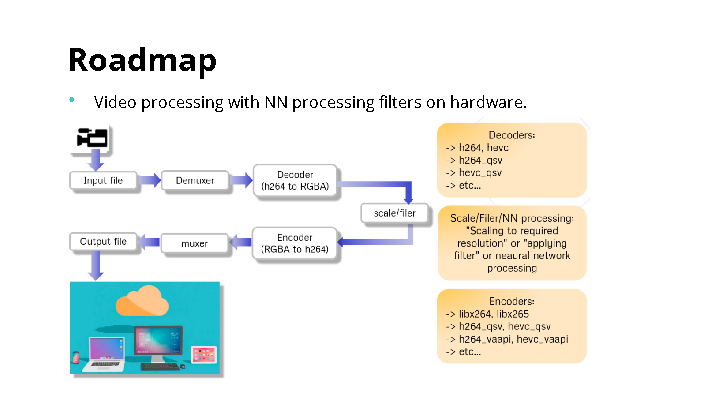 Roadmap
• Video processing with NN processing filters on hardware.
Input file
Demuxer
Decoder
(h264 to RGBA)
scale/filer
Encoder
(RGBA to h264)
muxer
Cutput file
Decoders:
-> h264, hevc
-> h264_qsv
-> hevc_qsv
-> etc...
Scale/Filer/NN processing:
"Scaling to required
resolution" or "applying
filter" or neaural network
processing
Encoders:
-> libx264, libx265
-> h264_qsv, hevc_qsv
-> h264_vaapi, hevc_vaapi
-> etc...